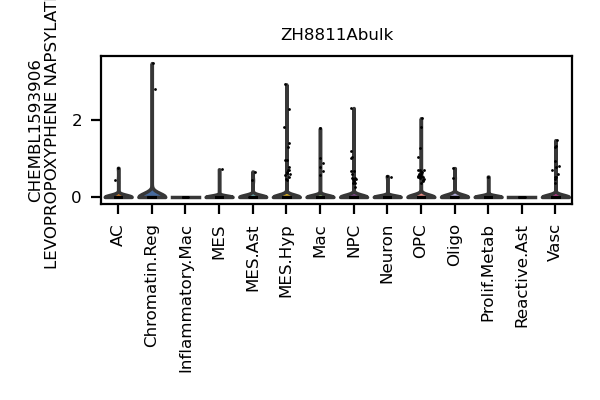 ZH8811Abulk
CHEMBL1593906
LEVOPROPOXYPHENE
2
0
AC
Chromatin.Reg
Inflammatory.Mac
MES
MES.Ast
MES.Hyp
Mac
NPC
Neuron
OPC
Oligo
Prolif.Metab
Reactive.Ast
Vasc